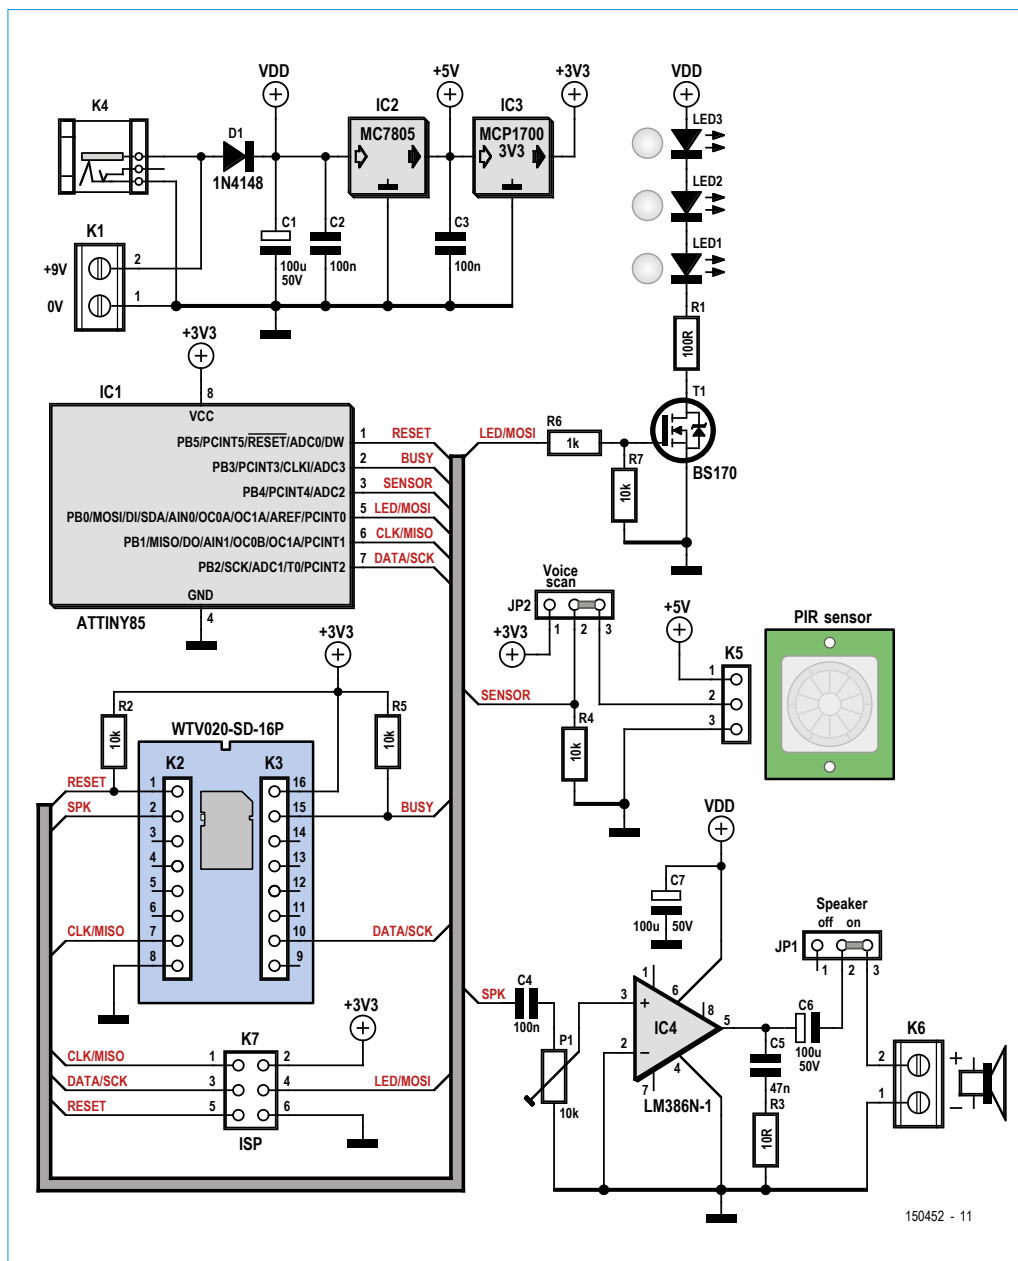 VDD
+5V
+3V3
VDD
K4
D1
1N4148
IC2
MC7805
IC3
MCP1700
3V3
LED3
LED2
LED1
K1
+9V
2
0V
1
C1
100u
50V
C2
100n
C3
100n
R1
100R
+3V3
IC1
8
VCC
PB5/PCINT5/RESET/ADC0/DW
1
RESET
PB3/PCINT3/CLKI/ADC3
2
BUSY
PB4/PCINT4/ADC2
3
SENSOR
PB0/MOSI/DI/SDA/AIN0/OC0A/OC1A/AREF/PCINT0
5
LED/MOSI
PB1/MISO/DO/AIN1/OC0B/OC1A/PCINT1
6
CLK/MISO
PB2/SCK/ADC1/T0/PCINT2
7
DATA/SCK
GND
4
ATTINY85
LED/MOSI
R6
1k
R7
10k
T1
BS170
Voice
scan
JP2
1
2
3
+3V3
+5V
PIR sensor
K5
1
2
3
SENSOR
R4
10k
+3V3
R2
10k
R5
10k
WTV020-SD-16P
K2
K3
RESET
1
16
SPK
2
15
BUSY
3
14
4
13
5
12
6
11
CLK/MISO
7
10
DATA/SCK
8
9
+3V3
K7
CLK/MISO
1
2
DATA/SCK
3
4
LED/MOSI
RESET
5
6
ISP
VDD
C7
100u
50V
SPK
C4
100n
P1
10k
1
3
+
6
8
IC4
5
2
−
4
7
LM386N-1
C5
47n
R3
10R
C6
100u
50V
Speaker
off on
JP1
1
2
3
K6
2
+
1
−
150452 - 11